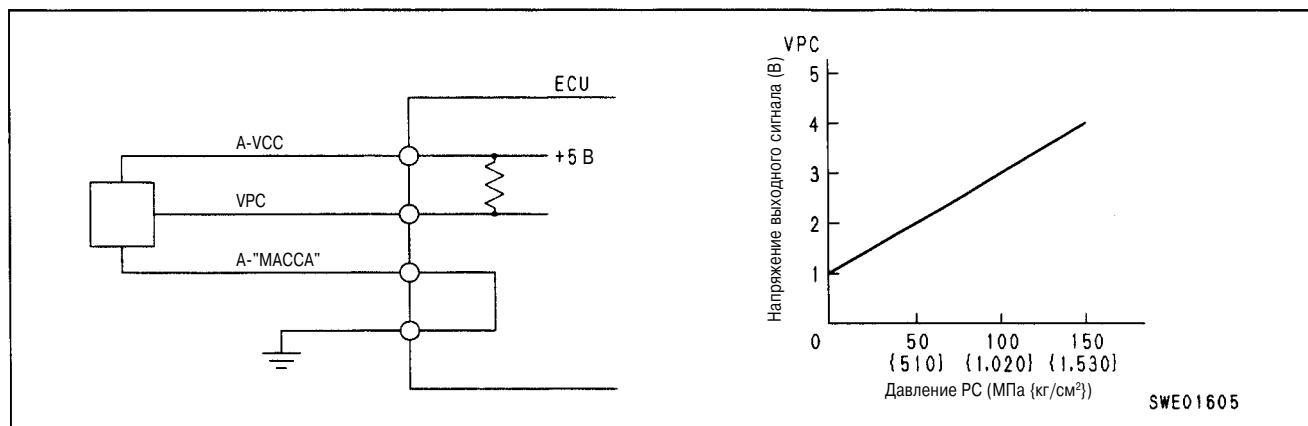 ECU
A-VCC
+5 В
VPC
A-"МАССА"
VPC
Напряжение выходного сигнала (В)
5
4
3
2
1
0 50 100 150
{510} {1.020} {1.530}
Давление PC (МПа {кг/см²})
SWE01605